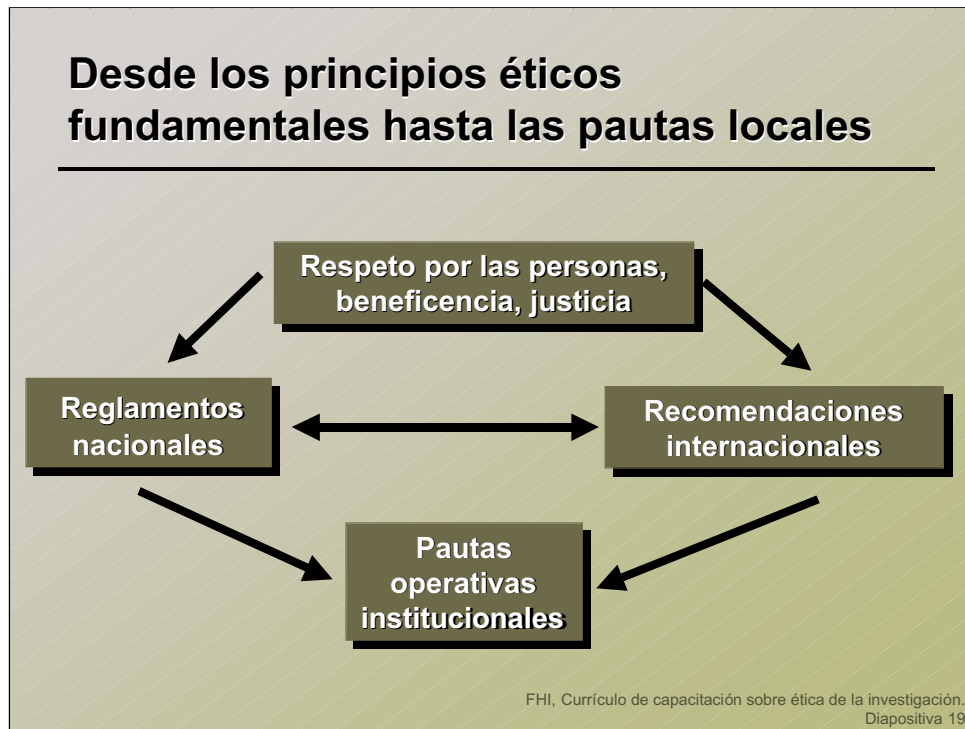 Desde los principios éticos
fundamentales hasta las pautas locales
Respeto por las personas,
beneficencia, justicia
Reglamentos
nacionales
Recomendaciones
internacionales
Pautas
operativas
institucionales
FHI, Currículo de capacitación sobre ética de la investigación.
Diapositiva 19